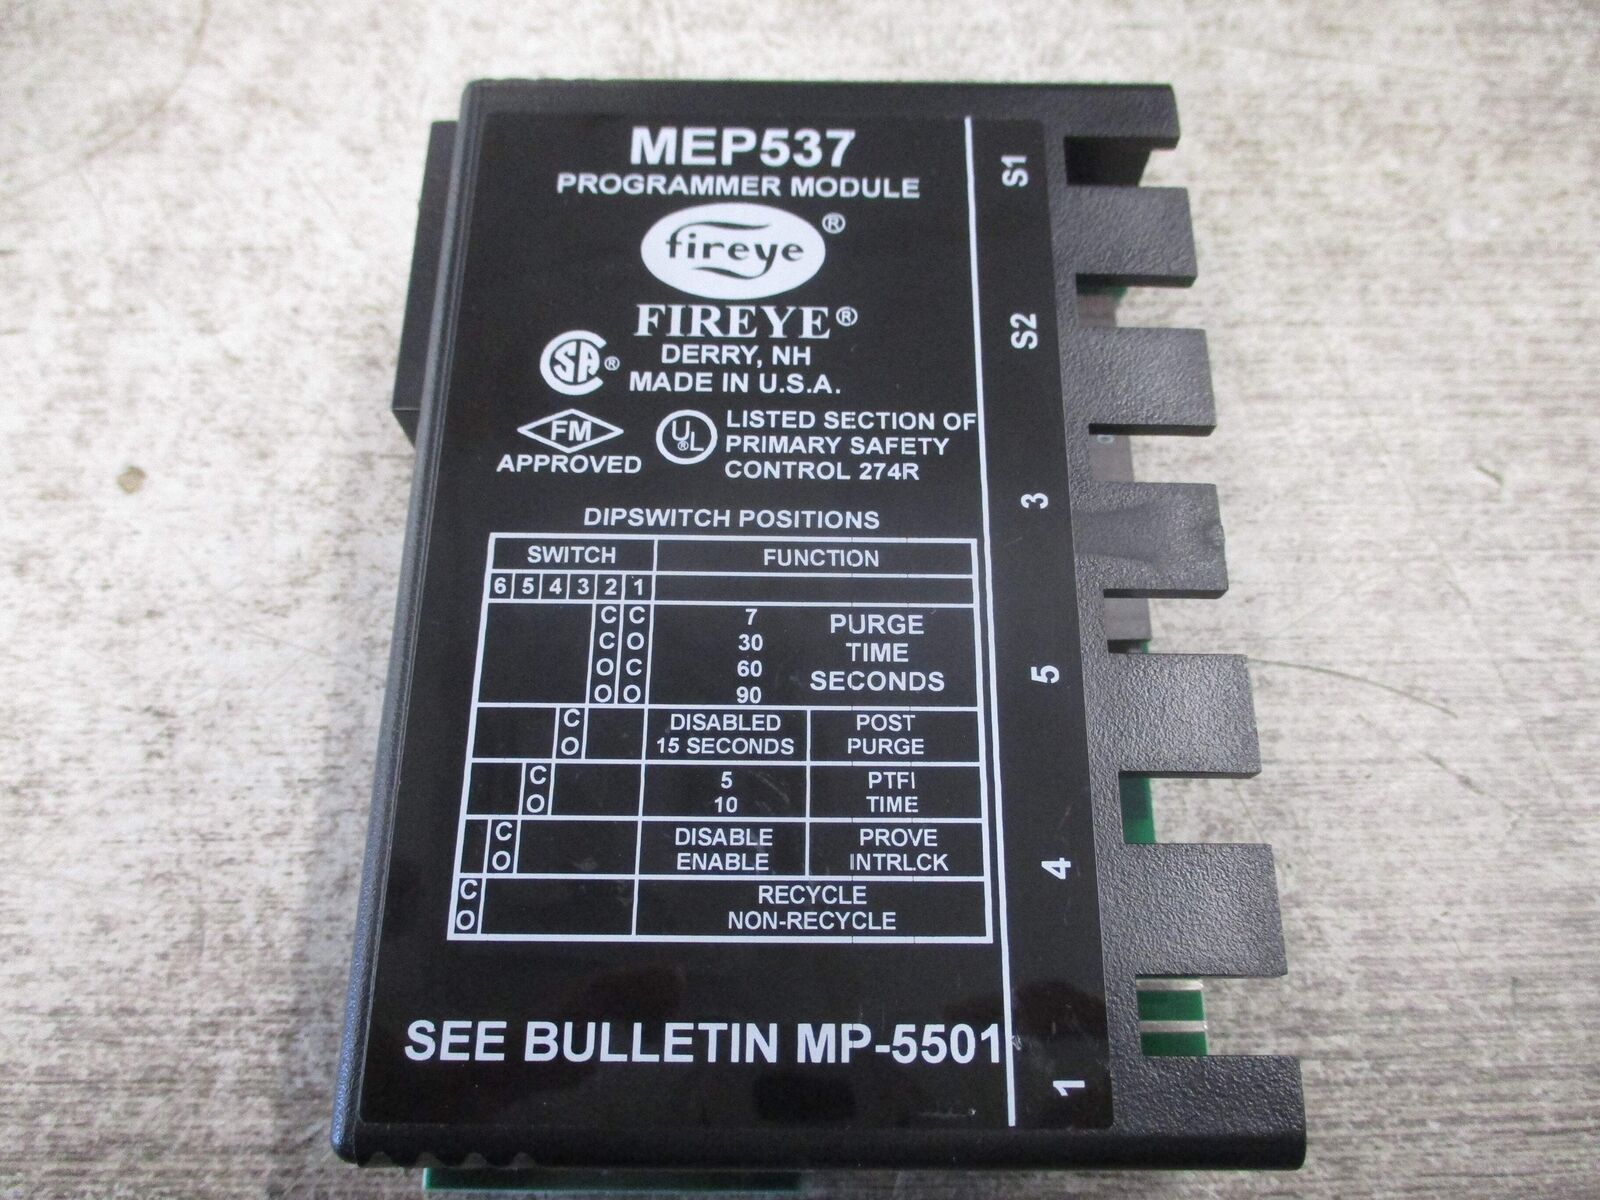 MEP537
PROGRAMMER MODULE
fireye ®
FIREYE®
DERRY, NH
MADE IN U.S.A.
SA ®
FM
APPROVED
UL ®
LISTED SECTION OF
PRIMARY SAFETY
CONTROL 274R
DIPSWITCH POSITIONS
SWITCH FUNCTION
6 5 4 3 2 1
C C 7 PURGE
C O 30 TIME
O C 60 SECONDS
O O 90
C DISABLED POST
O 15 SECONDS PURGE
C 5 PTFI
O 10 TIME
C DISABLE PROVE
O ENABLE INTRLCK
C RECYCLE
O NON-RECYCLE
SEE BULLETIN MP-5501
S1
S2
3
5
4
1